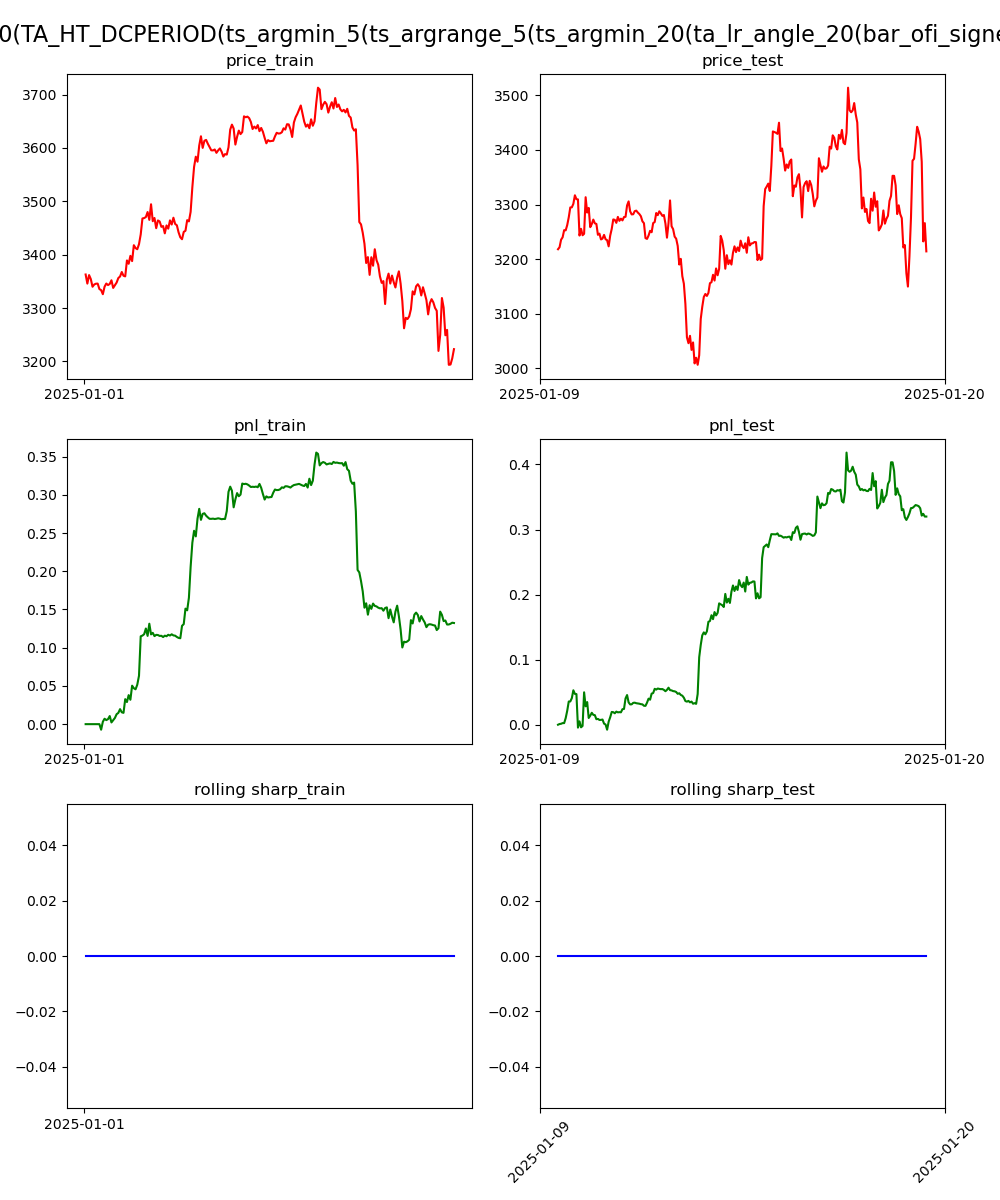 0(TA_HT_DCPERIOD(ts_argmin_5(ts_argrange_5(ts_argmin_20(ta_lr_angle_20(bar_ofi_signe
price_train price_test
3700 3500
3600 3400
3500 3300
3400 3200
3300 3100
3200 3000
2025-01-01 2025-01-09 2025-01-20
pnl_train pnl_test
0.35 0.4
0.30 0.3
0.25 0.2
0.20 0.1
0.15 0.0
0.10
0.05
0.00
2025-01-01 2025-01-09 2025-01-20
rolling sharp_train rolling sharp_test
0.04 0.04
0.02 0.02
0.00 0.00
−0.02 −0.02
−0.04 −0.04
2025-01-01 2025-01-09 2025-01-20